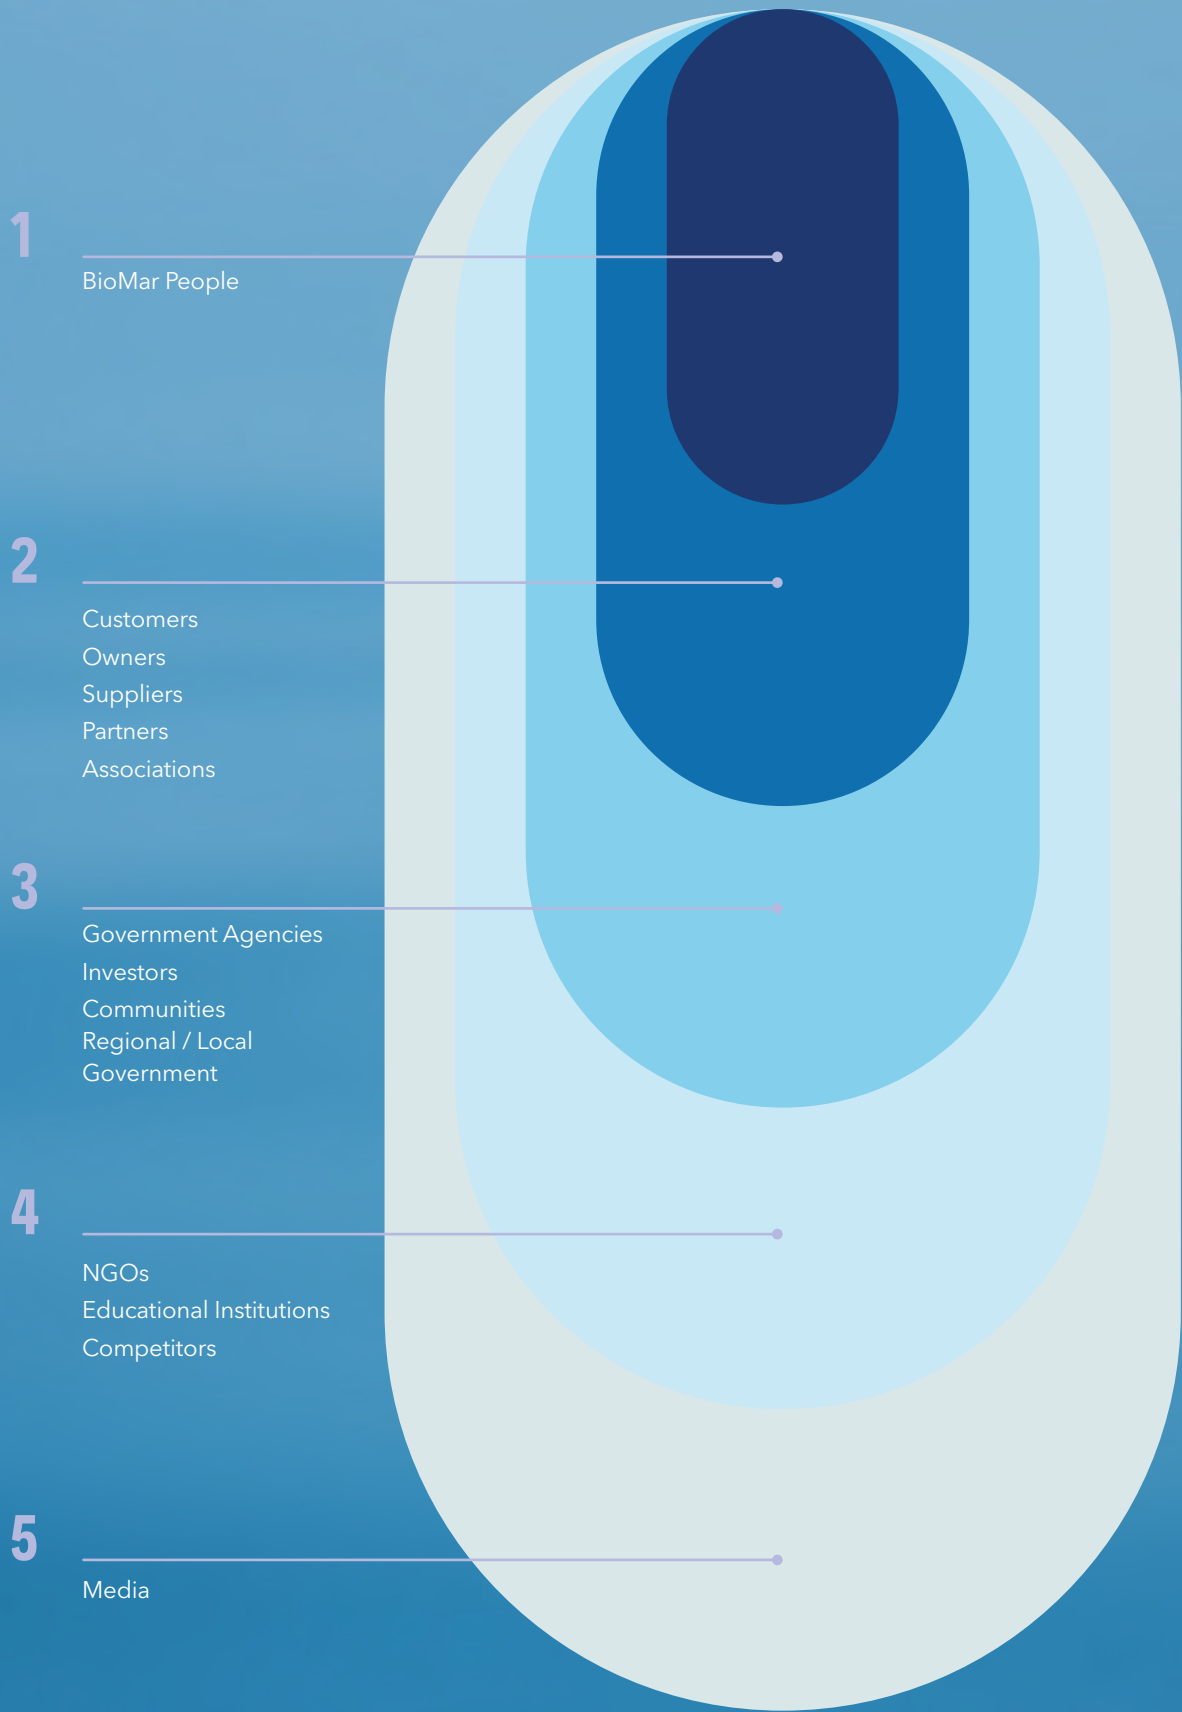 1
BioMar People
2
Customers
Owners
Suppliers
Partners
Associations
3
Government Agencies
Investors
Communities
Regional / Local
Government
4
NGOs
Educational Institutions
Competitors
5
Media